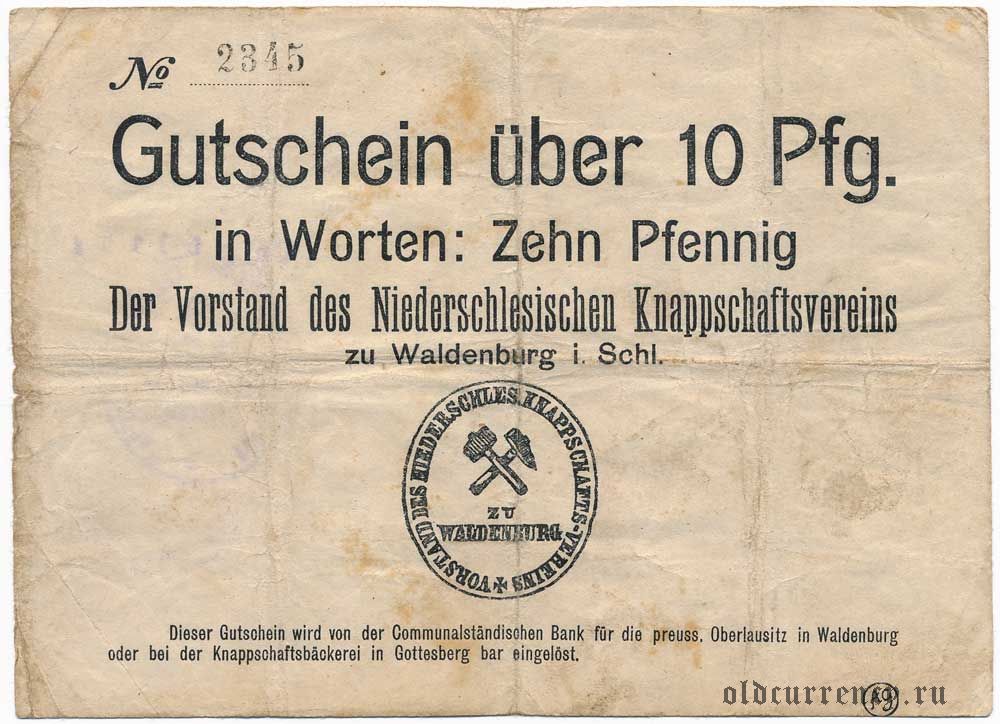 No 2345
Gutschein über 10 Pfg.
in Worten: Zehn Pfennig
Der Vorstand des Niederschlesischen Knappschaftsvereins
zu Waldenburg i. Schl.
VORSTAND DES NIEDERSCHLES. KNAPPSCHAFTS-VEREINS
ZU
WALDENBURG
Dieser Gutschein wird von der Communalständischen Bank für die preuss. Oberlausitz in Waldenburg
oder bei der Knappschaftsbäckerei in Gottesberg bar eingelöst.
oldcurrency.ru